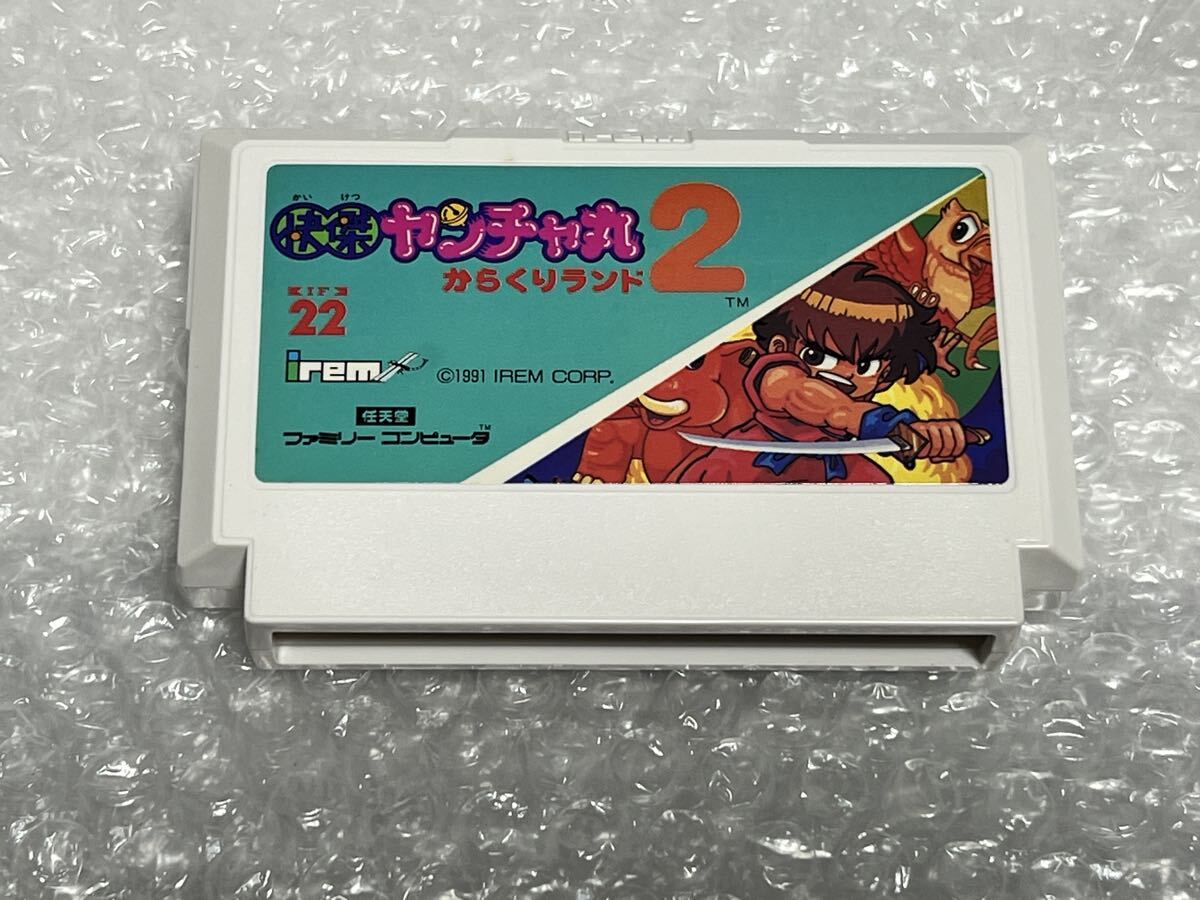 かい けつ
快傑ヤンチャ丸2
からくりランド
TM
IF
22
irem
©1991 IREM CORP.
任天堂
ファミリー コンピュータ TM